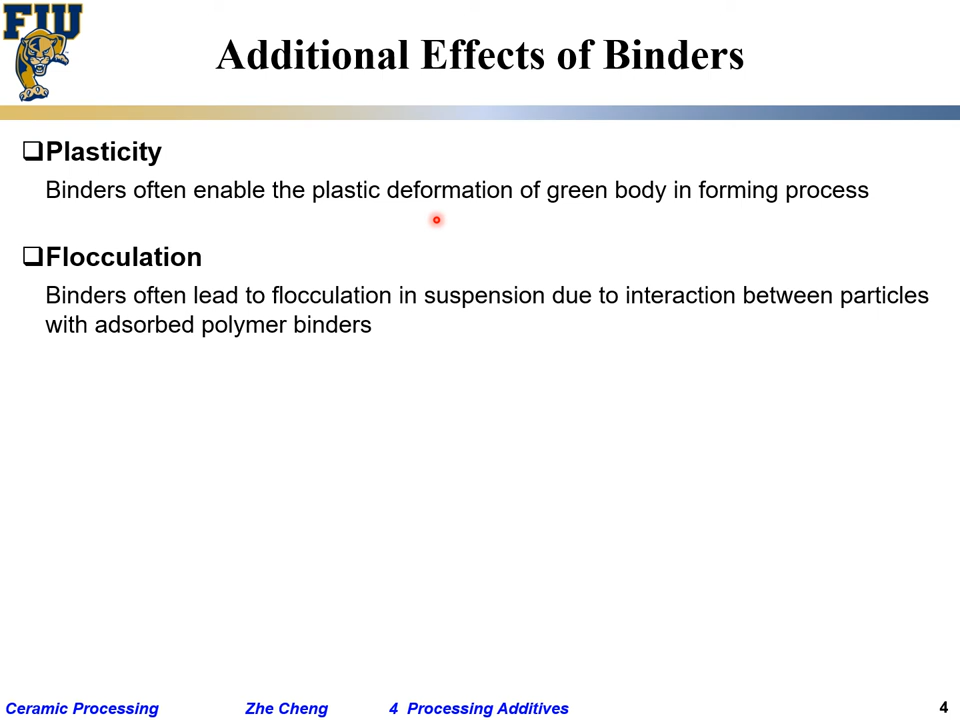 FIU
Additional Effects of Binders
❑Plasticity
Binders often enable the plastic deformation of green body in forming process
❑Flocculation
Binders often lead to flocculation in suspension due to interaction between particles
with adsorbed polymer binders
Ceramic Processing Zhe Cheng 4 Processing Additives 4